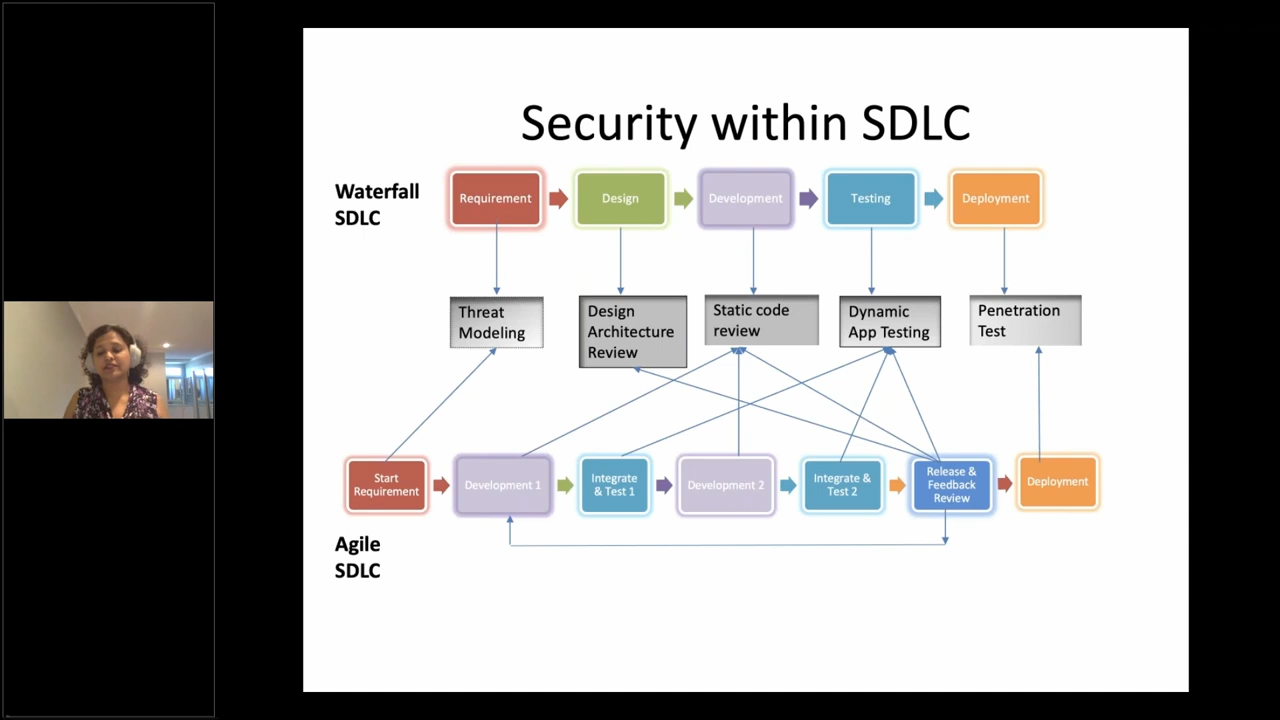 Security within SDLC
Waterfall
SDLC
Requirement
Design
Development
Testing
Deployment
Threat
Modeling
Design
Architecture
Review
Static code
review
Dynamic
App Testing
Penetration
Test
Start
Requirement
Development 1
Integrate
& Test 1
Development 2
Integrate &
Test 2
Release &
Feedback
Review
Deployment
Agile
SDLC